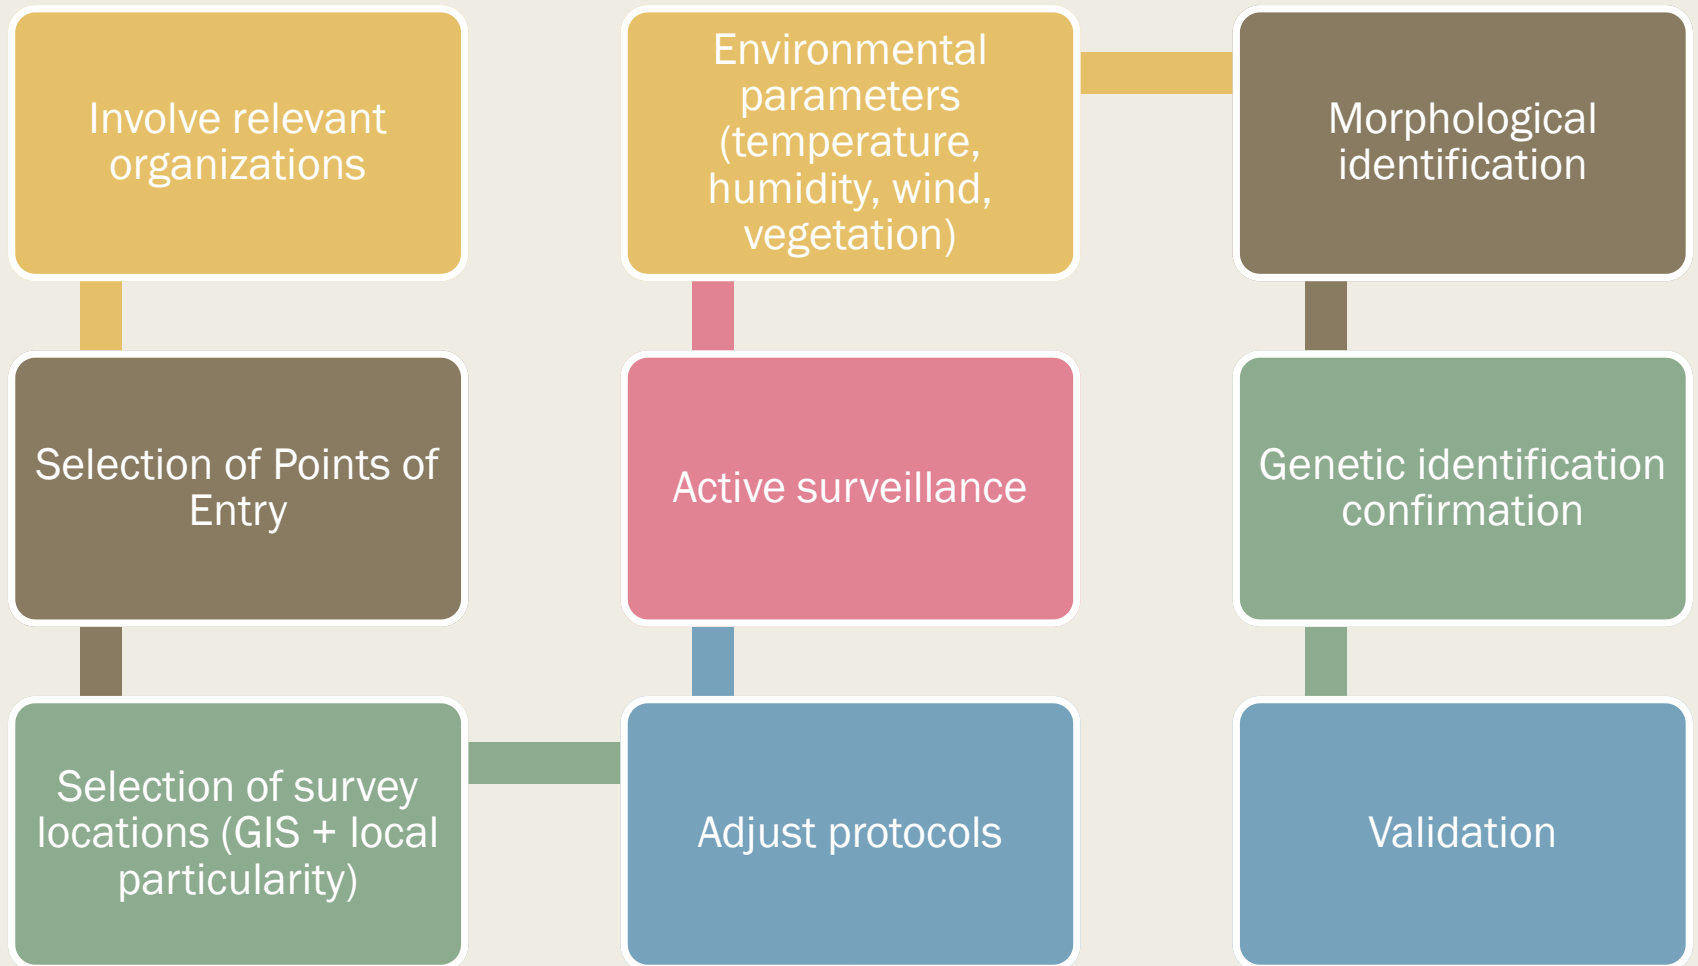 Involve relevant
organizations
Selection of Points of
Entry
Selection of survey
locations (GIS + local
particularity)
Adjust protocols
Active surveillance
Environmental
parameters
(temperature,
humidity, wind,
vegetation)
Morphological
identification
Genetic identification
confirmation
Validation